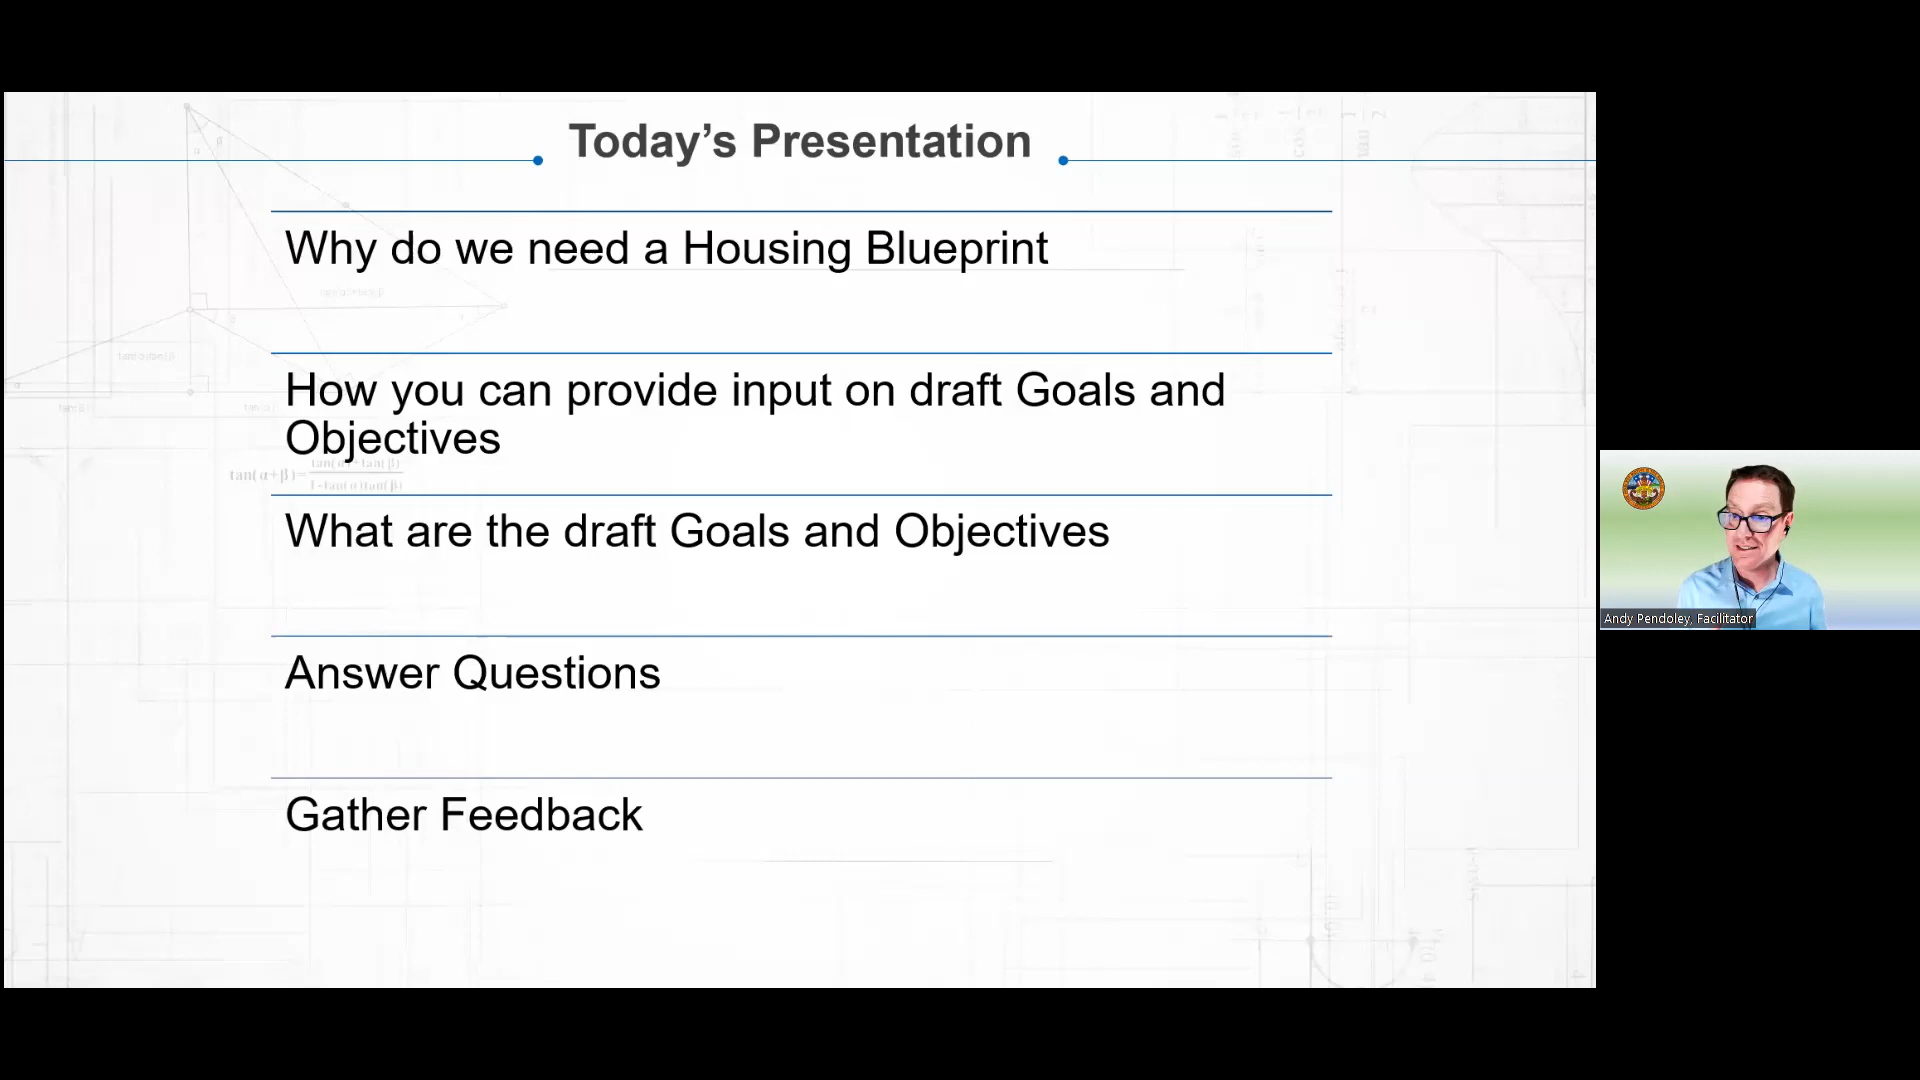 Today’s Presentation
Why do we need a Housing Blueprint
How you can provide input on draft Goals and
Objectives
tan(α+β)=
What are the draft Goals and Objectives
Answer Questions
Gather Feedback
Andy Pendoley, Facilitator